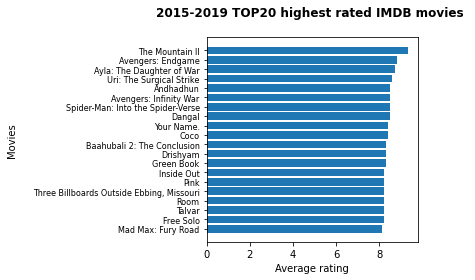 2015-2019 TOP20 highest rated IMDB movies
The Mountain II
Avengers: Endgame
Ayla: The Daughter of War
Uri: The Surgical Strike
Andhadhun
Avengers: Infinity War
Spider-Man: Into the Spider-Verse
Dangal
Your Name.
Coco
Baahubali 2: The Conclusion
Drishyam
Green Book
Inside Out
Pink
Three Billboards Outside Ebbing, Missouri
Room
Talvar
Free Solo
Mad Max: Fury Road
Movies
0 2 4 6 8
Average rating